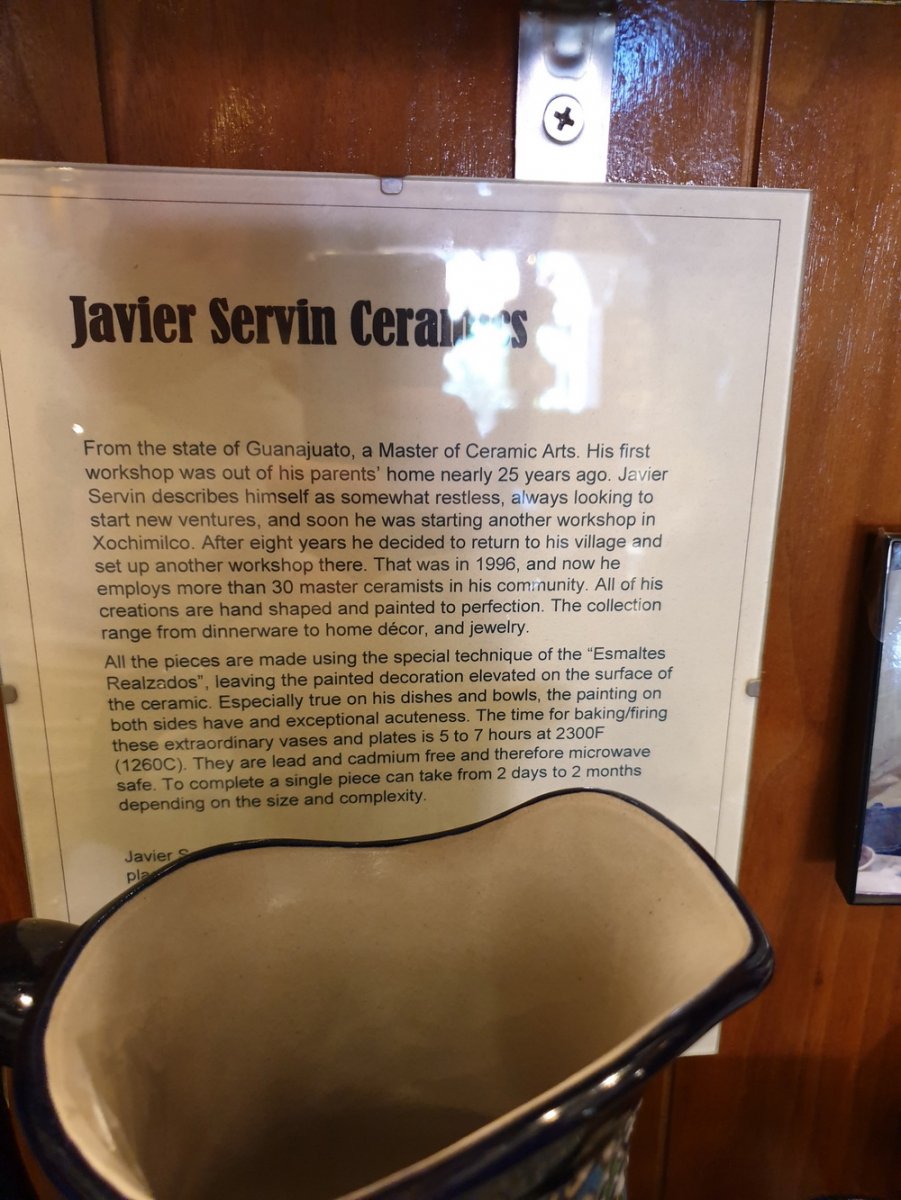 Javier Servin Ceramics
From the state of Guanajuato, a Master of Ceramic Arts. His first
workshop was out of his parents' home nearly 25 years ago. Javier
Servin describes himself as somewhat restless, always looking to
start new ventures, and soon he was starting another workshop in
Xochimilco. After eight years he decided to return to his village and
set up another workshop there. That was in 1996, and now he
employs more than 30 master ceramists in his community. All of his
creations are hand shaped and painted to perfection. The collection
range from dinnerware to home décor, and jewelry.
All the pieces are made using the special technique of the “Esmaltes
Realzados”, leaving the painted decoration elevated on the surface of
the ceramic. Especially true on his dishes and bowls, the painting on
both sides have and exceptional acuteness. The time for baking/firing
these extraordinary vases and plates is 5 to 7 hours at 2300F
(1260C). They are lead and cadmium free and therefore microwave
safe. To complete a single piece can take from 2 days to 2 months
depending on the size and complexity.
Javier